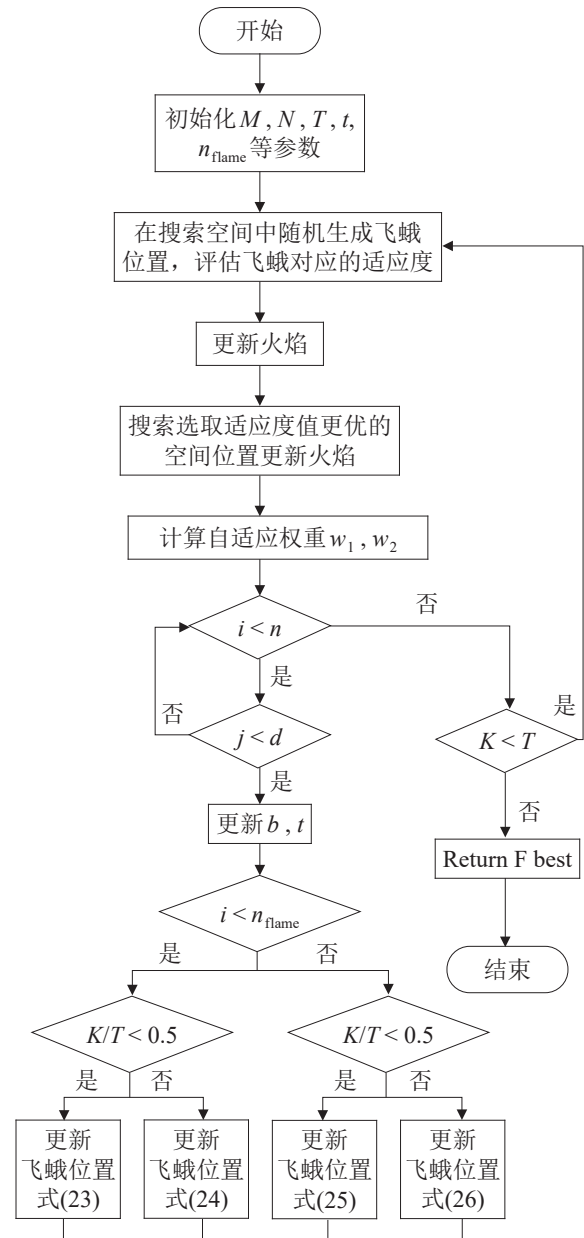 开始
初始化 M , N , T , t,
n_flame 等参数
在搜索空间中随机生成飞蛾
位置，评估飞蛾对应的适应度
更新火焰
搜索选取适应度值更优的
空间位置更新火焰
计算自适应权重 w₁ , w₂
i < n
否
是
j < d
否
是
K < T
是
否
更新 b , t
Return F best
i < n_flame
结束
是
否
K/T < 0.5
K/T < 0.5
是
否
是
否
更新
飞蛾位置
式(23)
更新
飞蛾位置
式(24)
更新
飞蛾位置
式(25)
更新
飞蛾位置
式(26)